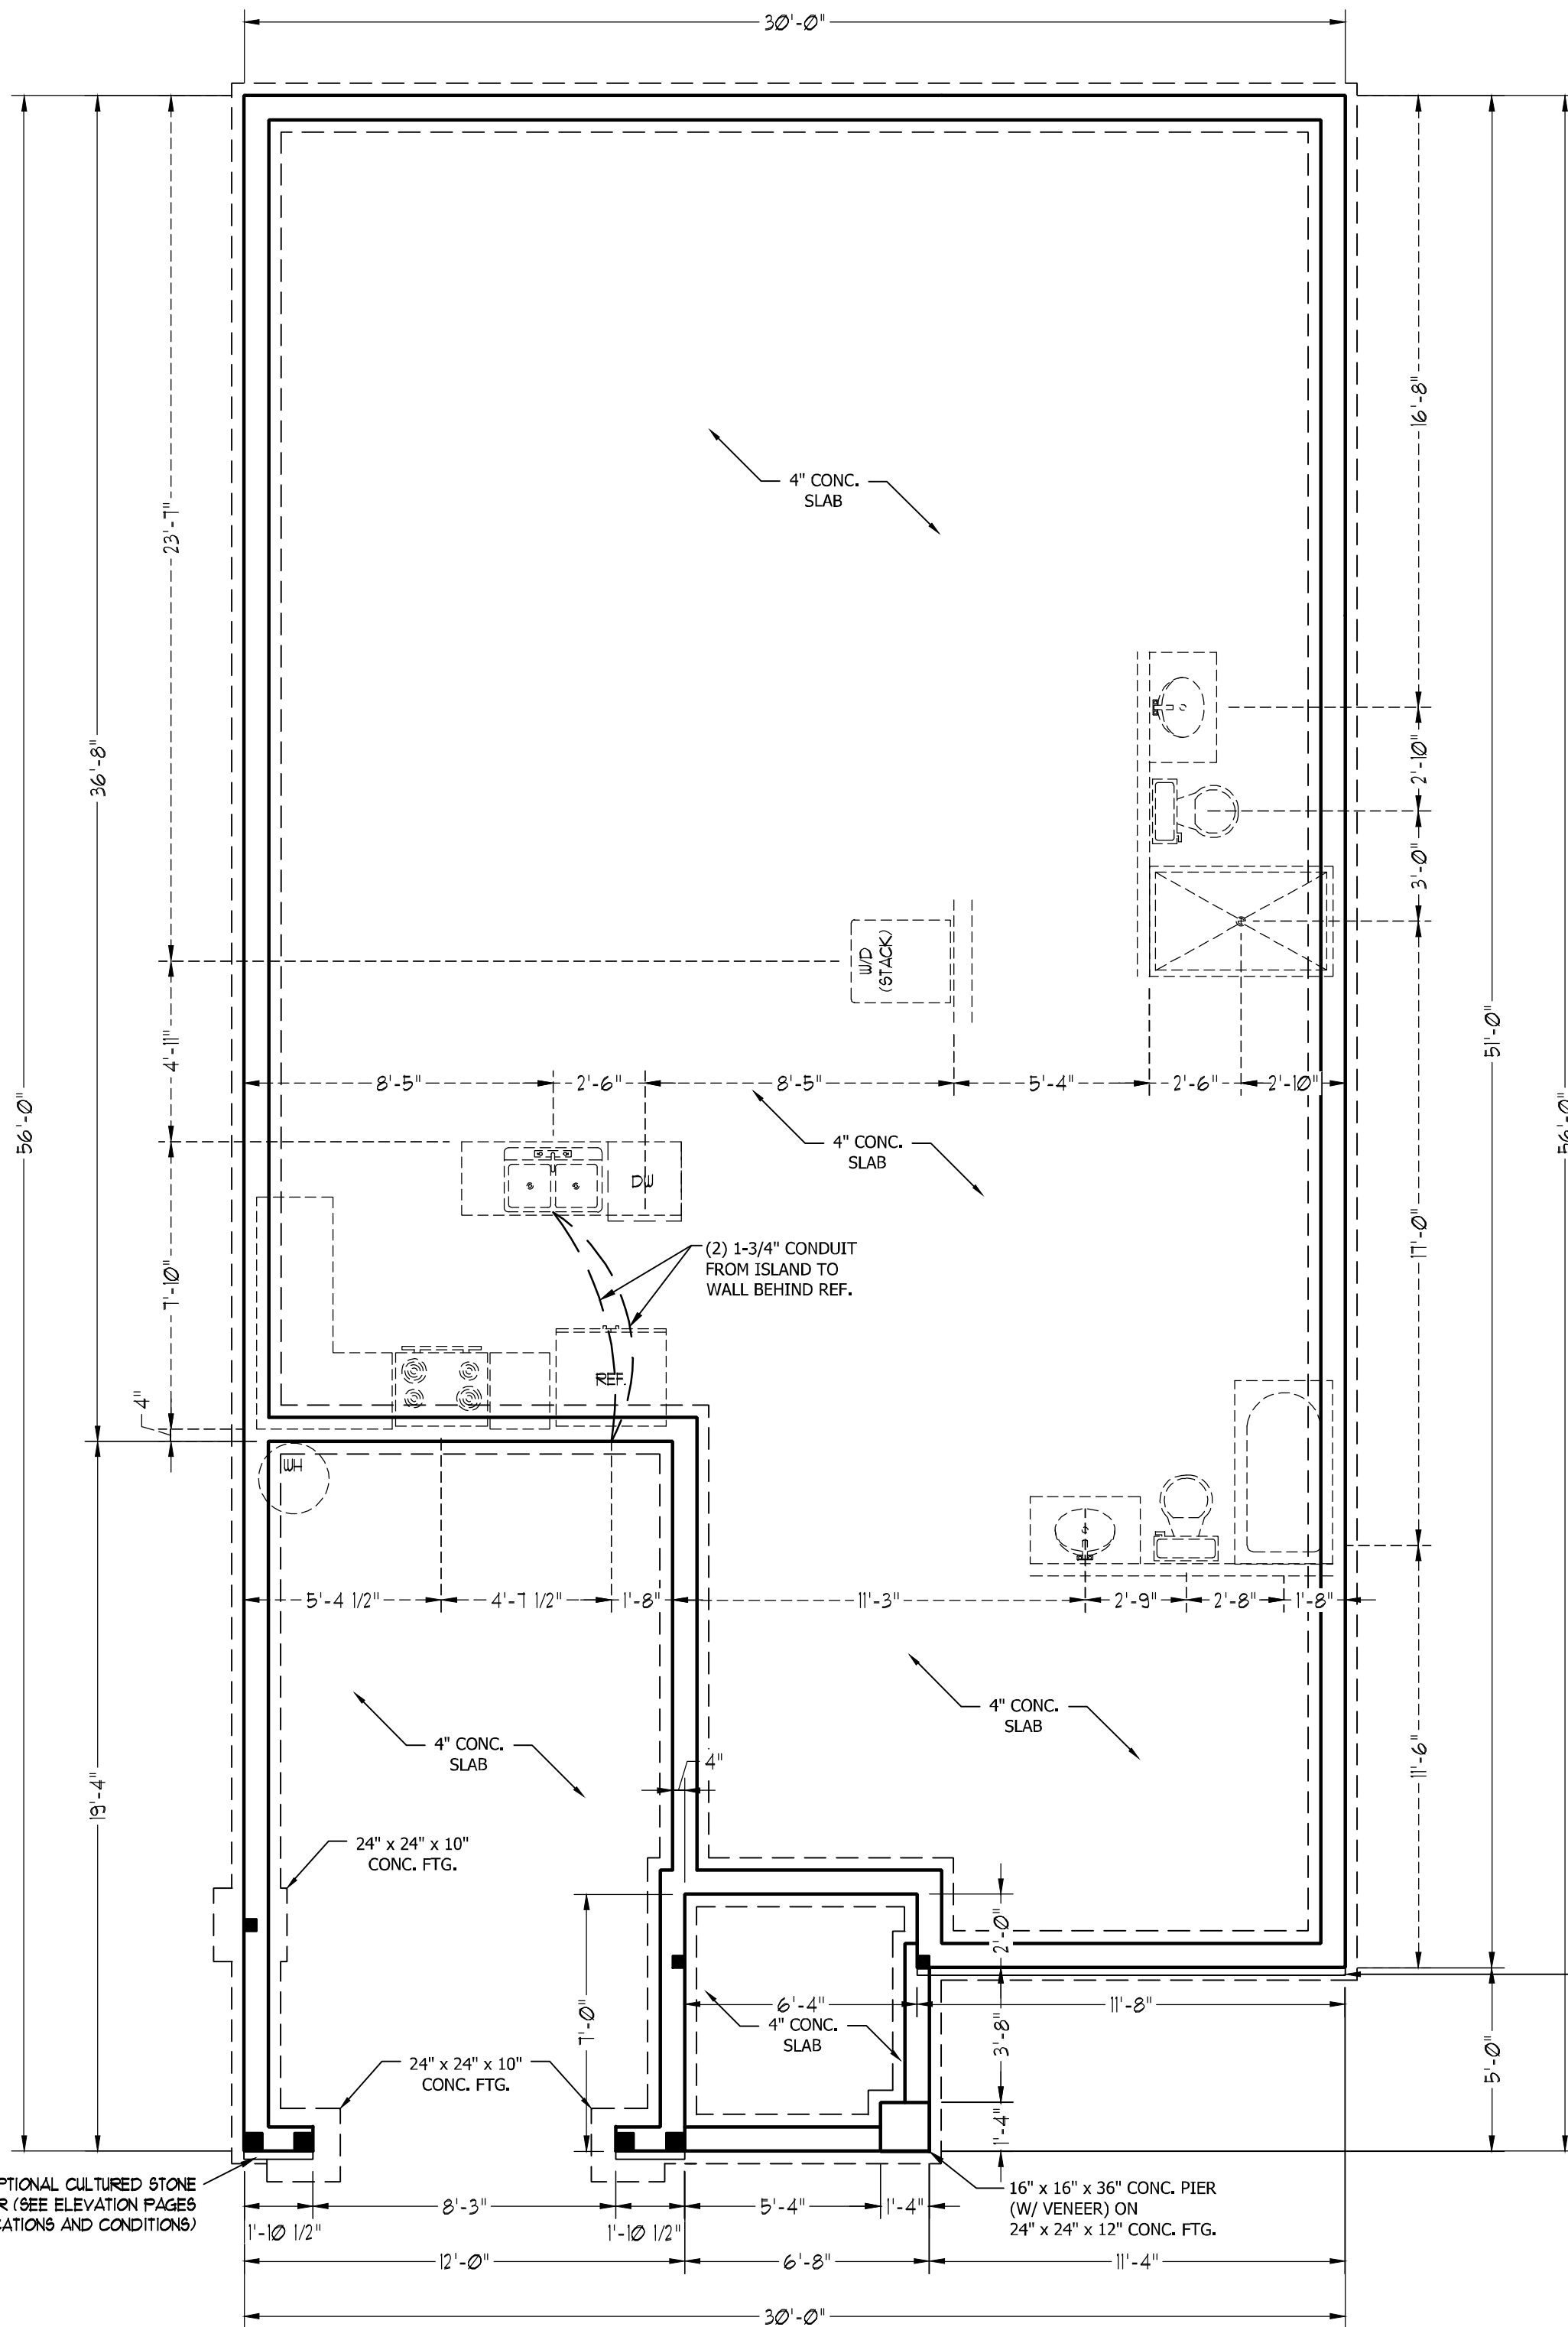 30'-0"
16'-8"
4" CONC.
SLAB
23'-7"
36'-8"
2'-10"
3'-0"
W/D
(STACK)
4'-11"
51'-0"
8'-5"
2'-6"
8'-5"
5'-4"
2'-6"
2'-10"
56'-0"
56'-0"
4" CONC.
SLAB
DW
(2) 1-3/4" CONDUIT
FROM ISLAND TO
WALL BEHIND REF.
17'-0"
7'-10"
REF.
4"
WH
5'-4 1/2"
4'-7 1/2"
1'-8"
11'-3"
2'-9"
2'-8"
1'-8"
4" CONC.
SLAB
4" CONC.
SLAB
4"
11'-6"
19'-4"
24" x 24" x 10"
CONC. FTG.
2'-0"
7'-0"
6'-4"
11'-8"
4" CONC.
SLAB
3'-8"
5'-0"
24" x 24" x 10"
CONC. FTG.
1'-4"
PTIONAL CULTURED STONE
R (SEE ELEVATION PAGES
ATIONS AND CONDITIONS)
16" x 16" x 36" CONC. PIER
(W/ VENEER) ON
24" x 24" x 12" CONC. FTG.
8'-3"
5'-4"
1'-4"
1'-10 1/2"
1'-10 1/2"
12'-0"
6'-8"
11'-4"
30'-0"